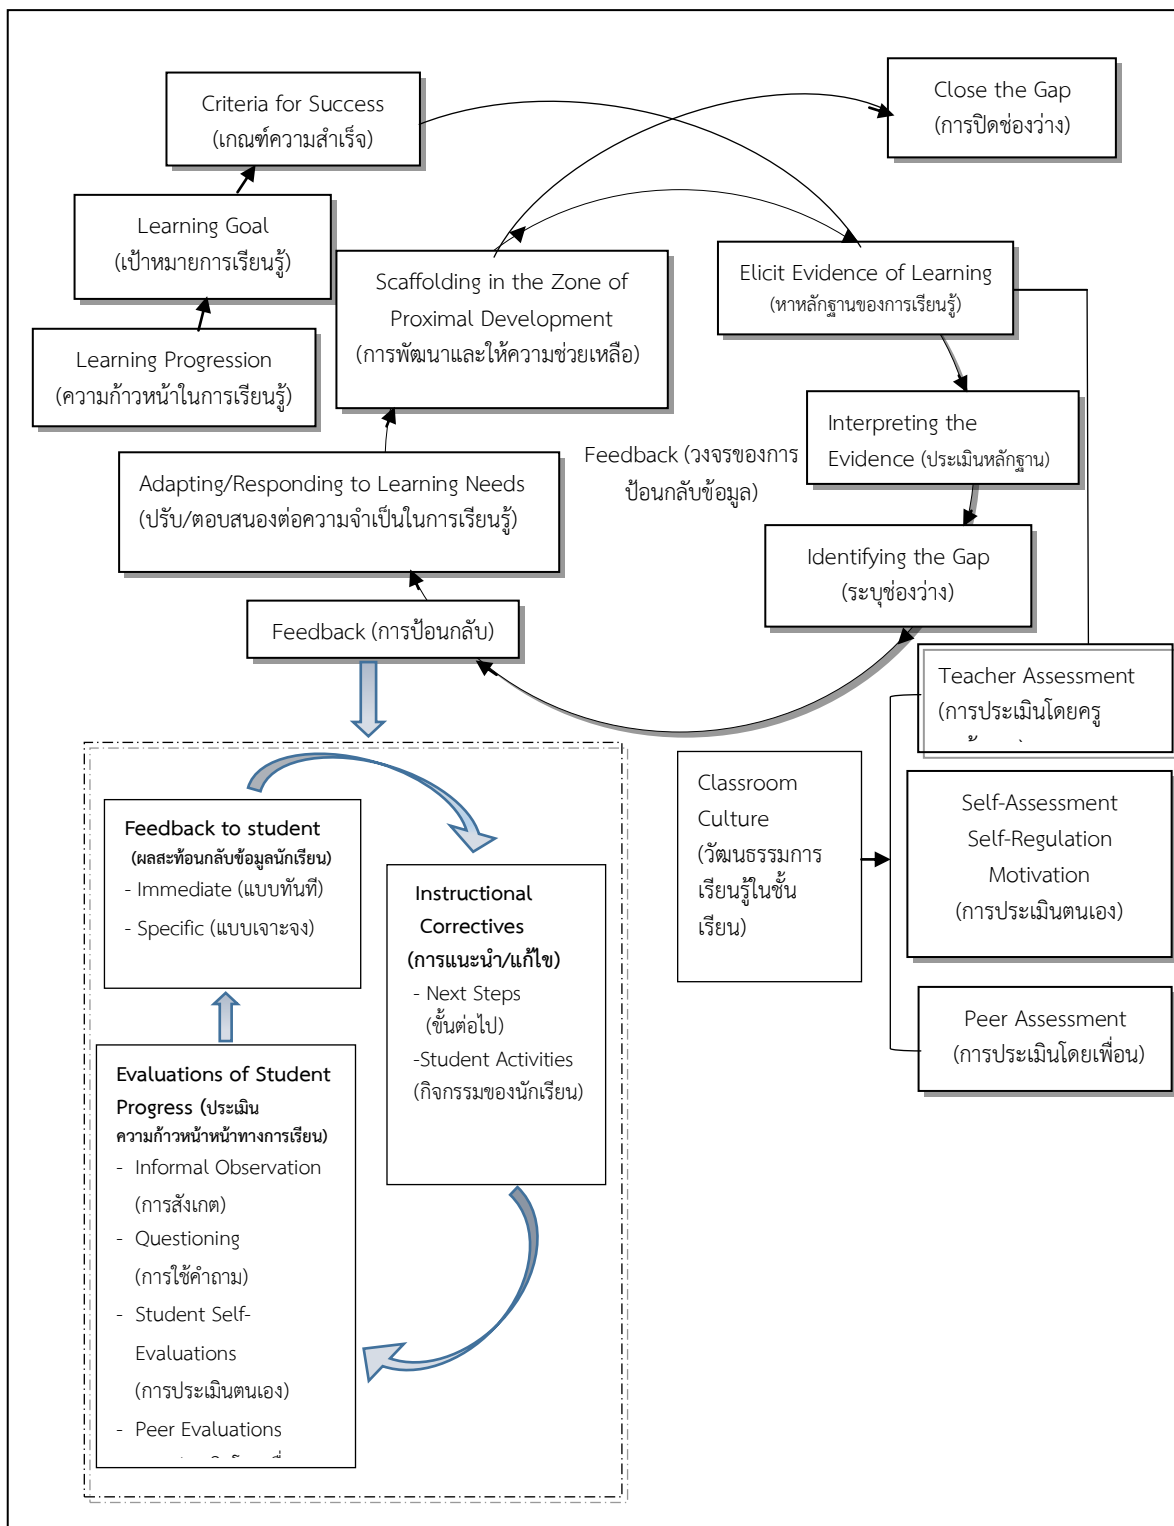 Criteria for Success
(เกณฑ์ความสำเร็จ)
Close the Gap
(การปิดช่องว่าง)
Learning Goal
(เป้าหมายการเรียนรู้)
Scaffolding in the Zone of
Proximal Development
(การพัฒนาและให้ความช่วยเหลือ)
Elicit Evidence of Learning
(หาหลักฐานของการเรียนรู้)
Learning Progression
(ความก้าวหน้าในการเรียนรู้)
Interpreting the
Evidence (ประเมินหลักฐาน)
Feedback (วงจรของการ
ป้อนกลับข้อมูล)
Adapting/Responding to Learning Needs
(ปรับ/ตอบสนองต่อความจำเป็นในการเรียนรู้)
Identifying the Gap
(ระบุช่องว่าง)
Feedback (การป้อนกลับ)
Teacher Assessment
(การประเมินโดยครู
Classroom
Culture
(วัฒนธรรมการ
เรียนรู้ในชั้น
เรียน)
Self-Assessment
Self-Regulation
Motivation
(การประเมินตนเอง)
Peer Assessment
(การประเมินโดยเพื่อน)
Feedback to student
(ผลสะท้อนกลับข้อมูลนักเรียน)
- Immediate (แบบทันที)
- Specific (แบบเจาะจง)
Instructional
Correctives
(การแนะนำ/แก้ไข)
- Next Steps
(ขั้นต่อไป)
-Student Activities
(กิจกรรมของนักเรียน)
Evaluations of Student
Progress (ประเมิน
ความก้าวหน้าหน้าทางการเรียน)
- Informal Observation
(การสังเกต)
- Questioning
(การใช้คำถาม)
- Student Self-
Evaluations
(การประเมินตนเอง)
- Peer Evaluations